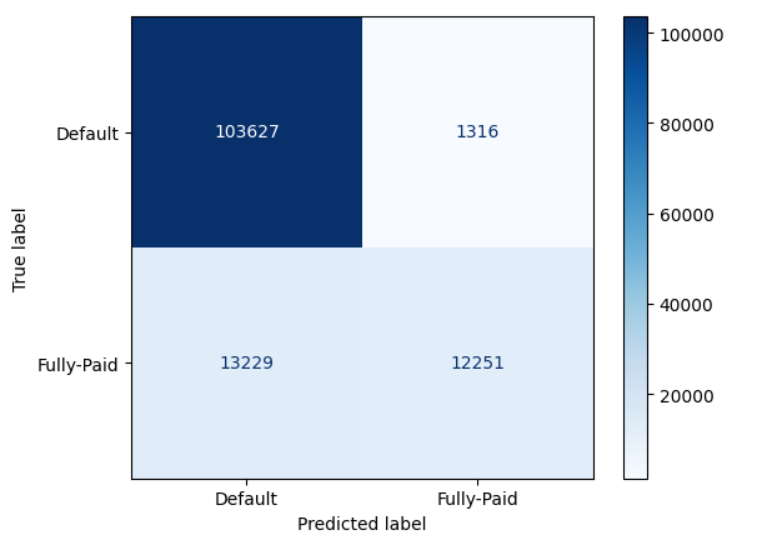 100000
Default
103627
1316
80000
60000
True label
40000
Fully-Paid
13229
12251
20000
Default
Fully-Paid
Predicted label